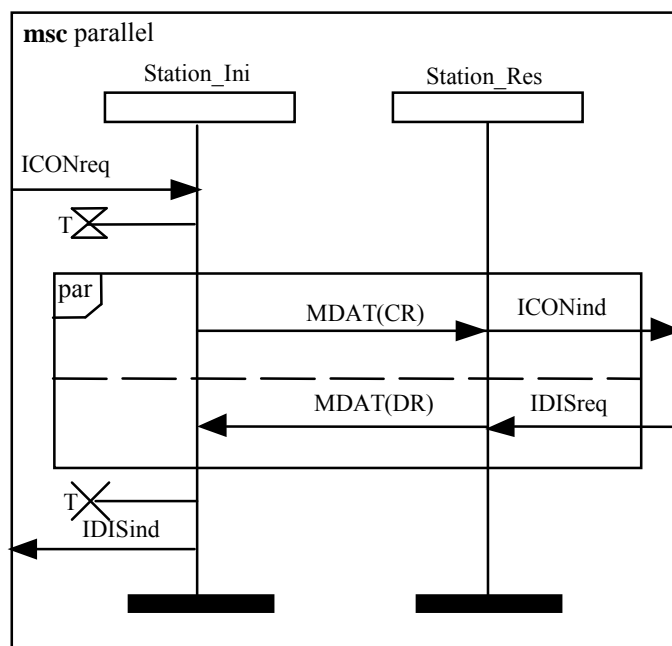 msc parallel
Station_Ini
Station_Res
ICONreq
T
par
MDAT(CR)
ICONind
MDAT(DR)
IDISreq
T
IDISind